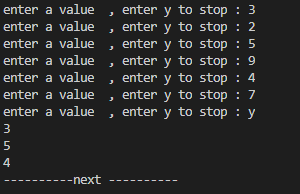 enter a value  , enter y to stop : 3
enter a value  , enter y to stop : 2
enter a value  , enter y to stop : 5
enter a value  , enter y to stop : 9
enter a value  , enter y to stop : 4
enter a value  , enter y to stop : 7
enter a value  , enter y to stop : y
3
5
4
----------next ----------